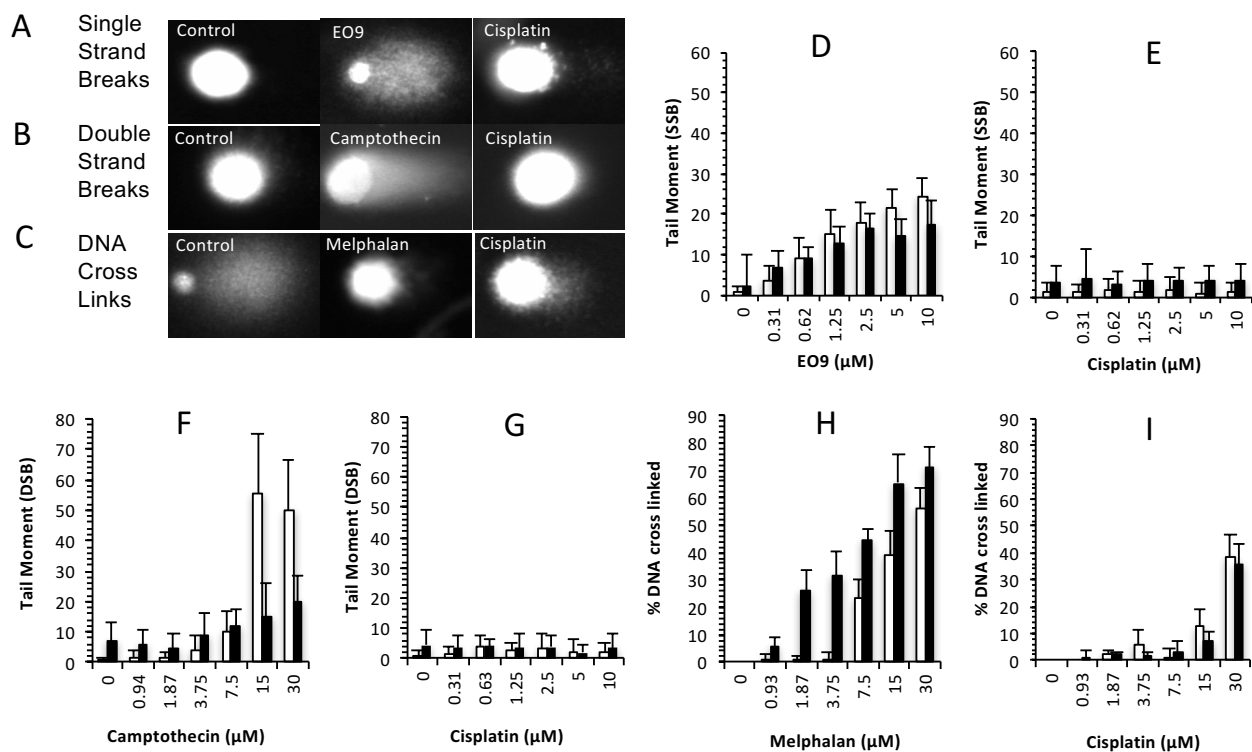 A
Single
Strand
Breaks
Control
EO9
Cisplatin
B
Double
Strand
Breaks
Control
Camptothecin
Cisplatin
C
DNA
Cross
Links
Control
Melphalan
Cisplatin
D
Tail Moment (SSB)
60
50
40
30
20
10
0
0 0.31 0.62 1.25 2.5 5 10
EO9 (μM)
E
Tail Moment (SSB)
60
50
40
30
20
10
0
0 0.31 0.62 1.25 2.5 5 10
Cisplatin (μM)
F
Tail Moment (DSB)
80
70
60
50
40
30
20
10
0
0 0.94 1.87 3.75 7.5 15 30
Camptothecin (μM)
G
Tail Moment (DSB)
80
70
60
50
40
30
20
10
0
0 0.31 0.63 1.25 2.5 5 10
Cisplatin (μM)
H
% DNA cross linked
90
80
70
60
50
40
30
20
10
0
0 0.93 1.87 3.75 7.5 15 30
Melphalan (μM)
I
% DNA cross linked
90
80
70
60
50
40
30
20
10
0
0 0.93 1.87 3.75 7.5 15 30
Cisplatin (μM)